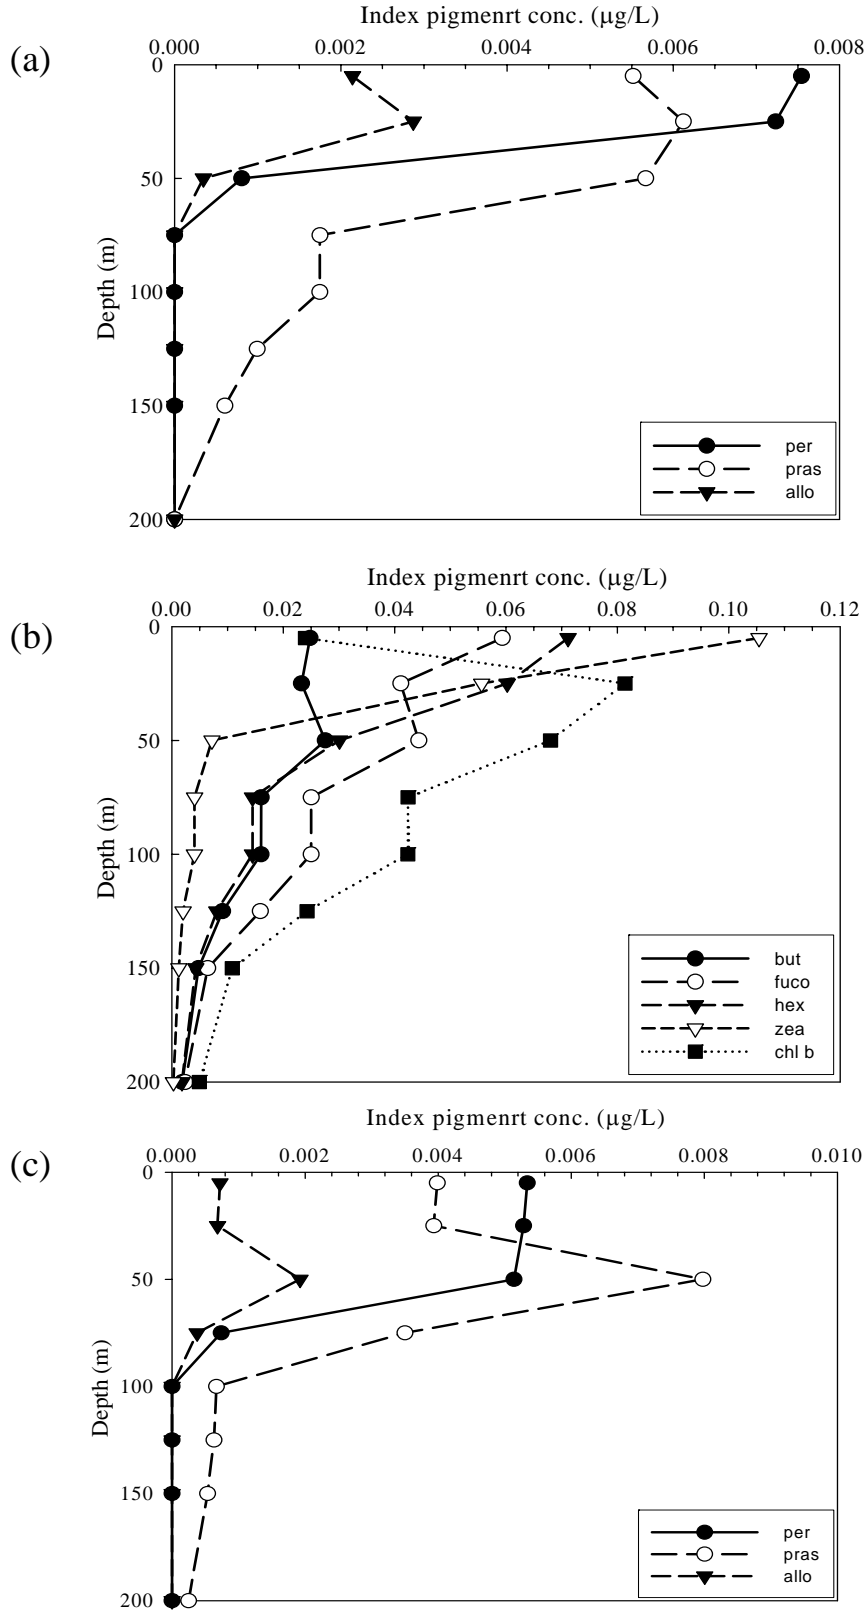 Index pigmenrt conc. (μg/L)
(a)
0.000 0.002 0.004 0.006 0.008
0
50
100
150
200
Depth (m)
per
pras
allo
Index pigmenrt conc. (μg/L)
(b)
0.00 0.02 0.04 0.06 0.08 0.10 0.12
0
50
100
150
200
Depth (m)
but
fuco
hex
zea
chl b
Index pigmenrt conc. (μg/L)
(c)
0.000 0.002 0.004 0.006 0.008 0.010
0
50
100
150
200
Depth (m)
per
pras
allo